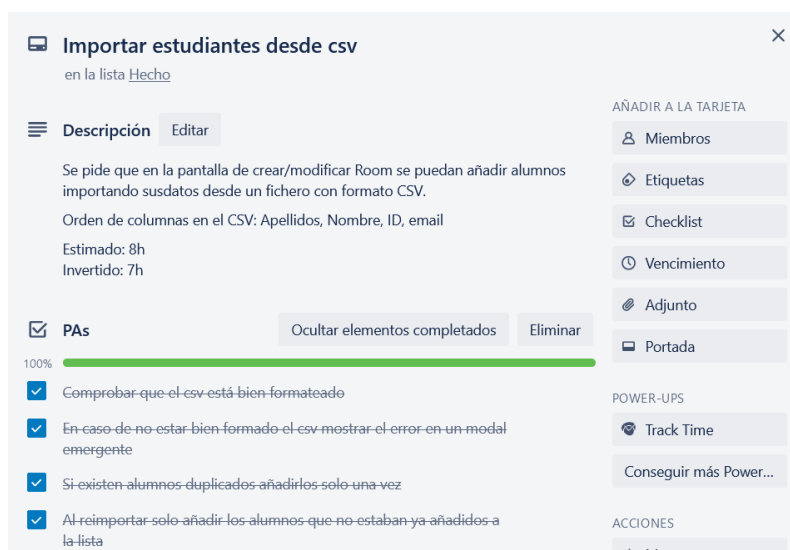 Importar estudiantes desde csv
en la lista Hecho
Descripción
Editar
Se pide que en la pantalla de crear/modificar Room se puedan añadir alumnos
importando susdatos desde un fichero con formato CSV.
Orden de columnas en el CSV: Apellidos, Nombre, ID, email
Estimado: 8h
Invertido: 7h
PAs
Ocultar elementos completados
Eliminar
100%
Comprobar que el csv está bien formateado
En caso de no estar bien formado el csv mostrar el error en un modal
emergente
Si existen alumnos duplicados añadirlos solo una vez
Al reimportar solo añadir los alumnos que no estaban ya añadidos a
la lista
AÑADIR A LA TARJETA
Miembros
Etiquetas
Checklist
Vencimiento
Adjunto
Portada
POWER-UPS
Track Time
Conseguir más Power...
ACCIONES